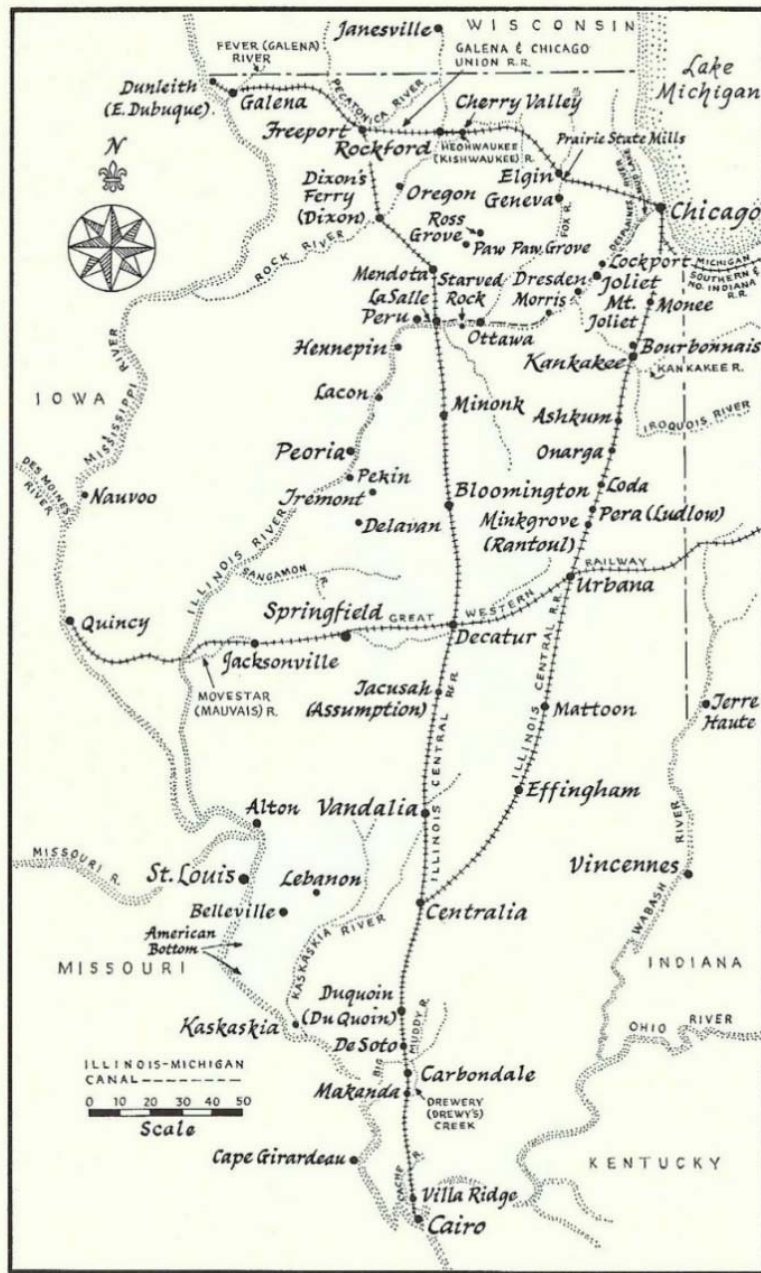 Janesville
WISCONSIN
FEVER (GALENA)
RIVER
GALENA & CHICAGO
UNION R.R.
Lake
Michigan
Dunleith
(E. Dubuque)
Galena
PECATONICA RIVER
Cherry Valley
Freeport
Rockford
HEOHWAUKEE
(KISHWAUKEE) R.
Prairie State Mills
N
Dixon's
Ferry
(Dixon)
Oregon
Elgin
Geneva
Chicago
Ross
Grove
Paw Paw Grove
FOX R.
ROCK RIVER
Mendota
Starved
Rock
Dresden
Morris
Lockport
Joliet
Mt.
Joliet
MICHIGAN
SOUTHERN &
NO. INDIANA
R.R.
Monee
LaSalle
Peru
Ottawa
Hennepin
Bourbonnais
Kankakee
KANKAKEE R.
IOWA
MISSISSIPPI
RIVER
Lacon
Minonk
Ashkum
IROQUOIS RIVER
Peoria
Onarga
DES MOINES
RIVER
Nauvoo
Pekin
Tremont
Bloomington
Loda
Delavan
Minkgrove
(Rantoul)
Pera (Ludlow)
ILLINOIS RIVER
SANGAMON
R.
RAILWAY
Urbana
Quincy
Springfield
GREAT
WESTERN
Decatur
Jacksonville
MOVESTAR
(MAUVAIS) R.
Tacusah
(Assumption)
ILLINOIS CENTRAL R.R.
ILLINOIS CENTRAL R.R.
Mattoon
Terre
Haute
Effingham
Alton
Vandalia
MISSOURI R.
St. Louis
Lebanon
Vincennes
RIVER
WABASH
Belleville
Centralia
American
Bottom
MISSOURI
KASKASKIA RIVER
INDIANA
Kaskaskia
Duquoin
(Du Quoin)
OHIO
RIVER
De Soto
BIG
MUDDY R.
ILLINOIS-MICHIGAN
CANAL
Carbondale
Makanda
DREWERY
(DREWY'S)
CREEK
0 10 20 30 40 50
Scale
Cape Girardeau
CACHE
R.
KENTUCKY
Villa Ridge
Cairo